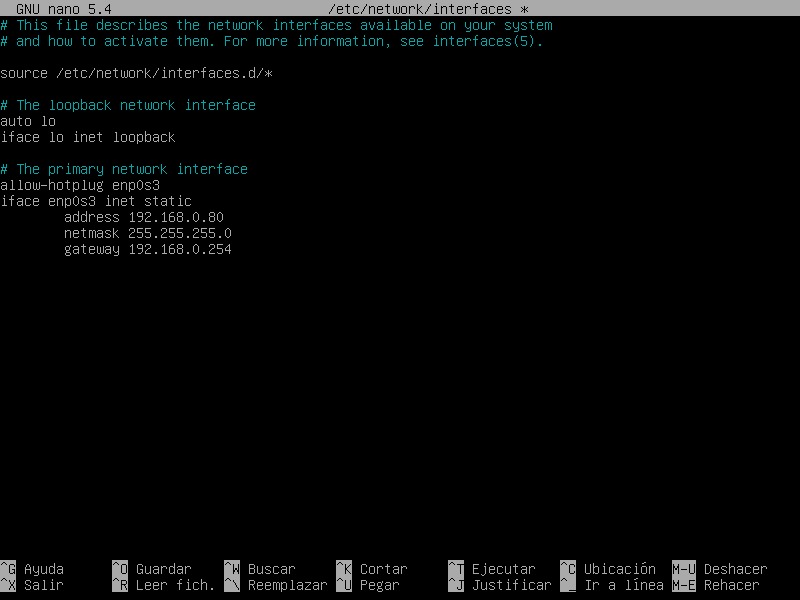 GNU nano 5.4 /etc/network/interfaces *
# This file describes the network interfaces available on your system
# and how to activate them. For more information, see interfaces(5).
source /etc/network/interfaces.d/*
# The loopback network interface
auto lo
iface lo inet loopback
# The primary network interface
allow-hotplug enp0s3
iface enp0s3 inet static
address 192.168.0.80
netmask 255.255.255.0
gateway 192.168.0.254
^G Ayuda ^O Guardar ^W Buscar ^K Cortar ^T Ejecutar ^C Ubicación M-U Deshacer
^X Salir ^R Leer fich. ^\ Reemplazar ^U Pegar ^J Justificar ^_ Ir a línea M-E Rehacer